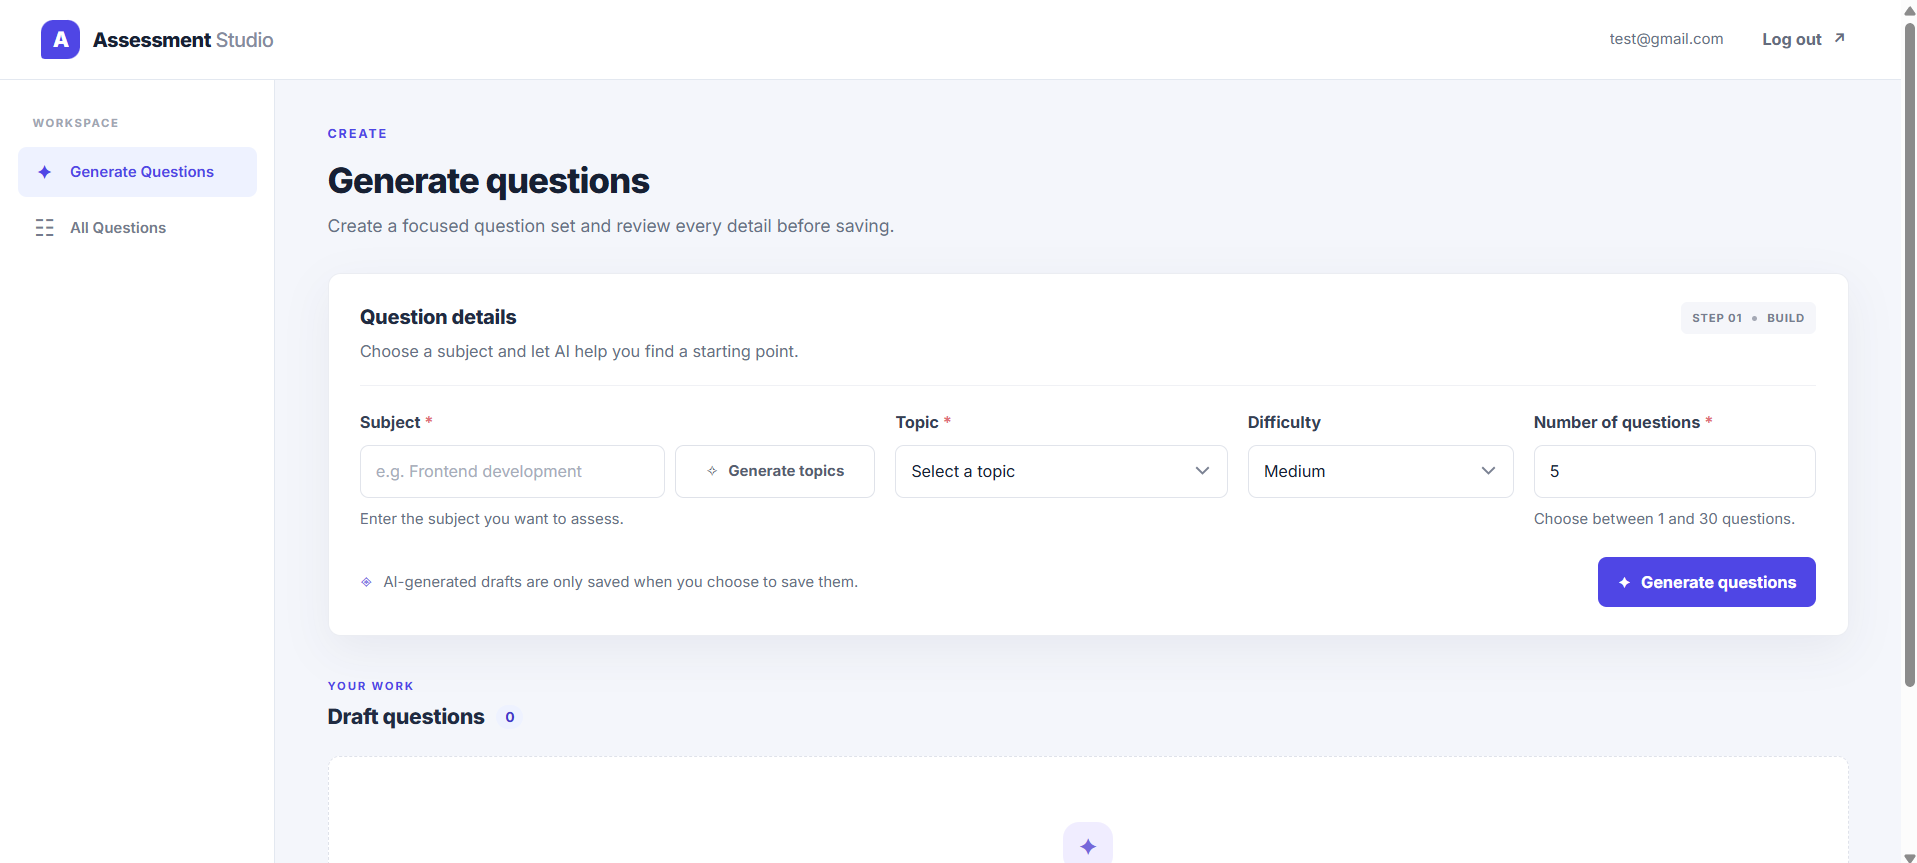 A Assessment Studio
test@gmail.com
Log out
WORKSPACE
Generate Questions
All Questions
CREATE
Generate questions
Create a focused question set and review every detail before saving.
Question details
STEP 01 • BUILD
Choose a subject and let AI help you find a starting point.
Subject *
Topic *
Difficulty
Number of questions *
e.g. Frontend development
Generate topics
Select a topic
Medium
5
Enter the subject you want to assess.
Choose between 1 and 30 questions.
AI-generated drafts are only saved when you choose to save them.
Generate questions
YOUR WORK
Draft questions 0